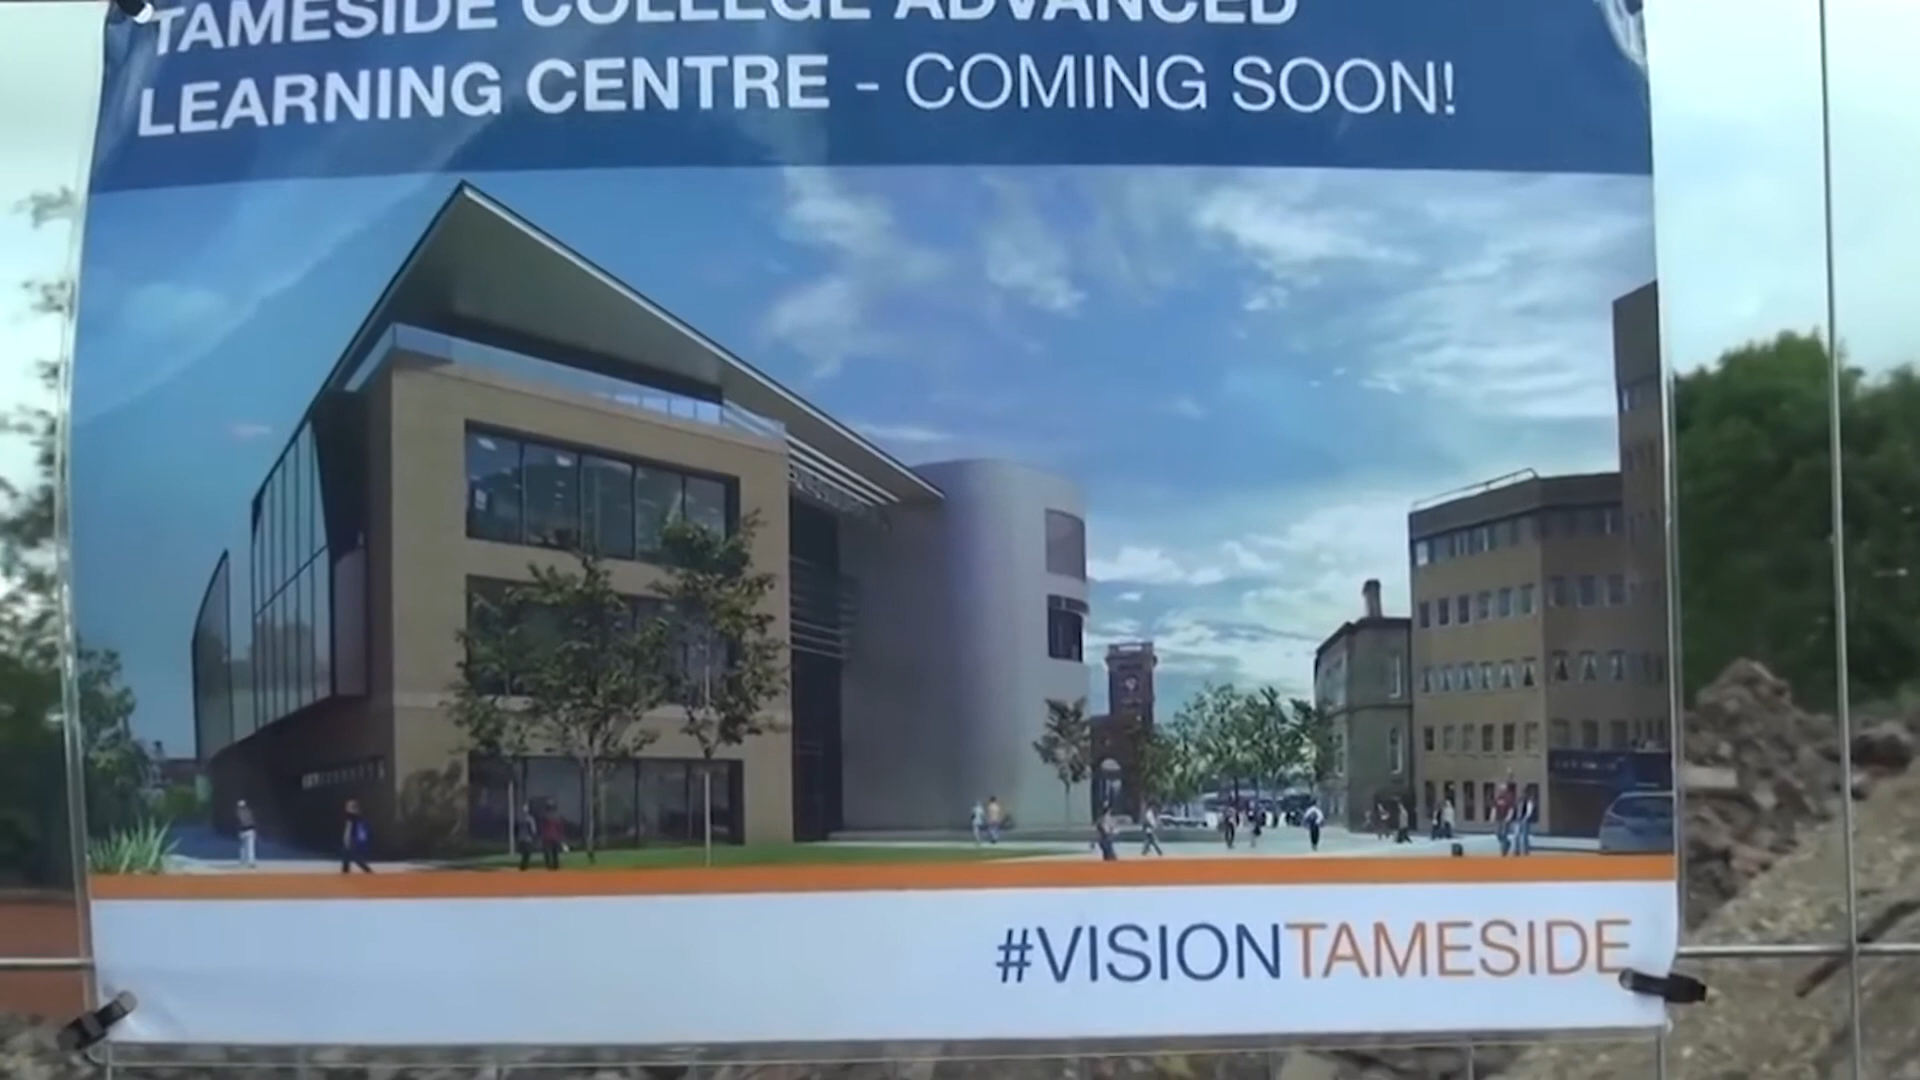 TAMESIDE COLLEGE ADVANCED
LEARNING CENTRE - COMING SOON!
#VISIONTAMESIDE